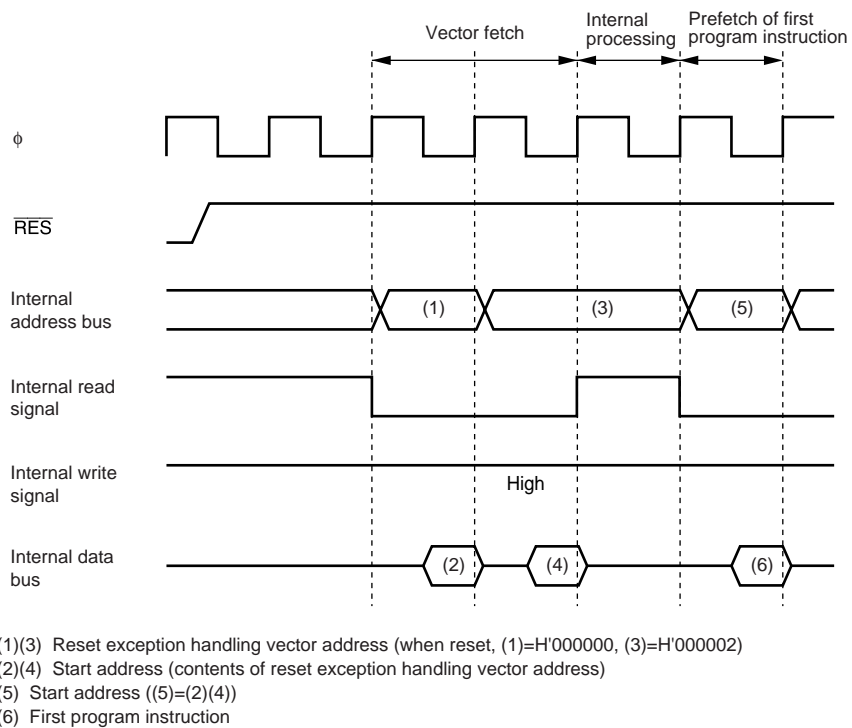 Vector fetch
Internal
processing
Prefetch of first
program instruction
ϕ
RES
Internal
address bus
(1)
(3)
(5)
Internal read
signal
Internal write
signal
High
Internal data
bus
(2)
(4)
(6)
(1)(3) Reset exception handling vector address (when reset, (1)=H'000000, (3)=H'000002)
(2)(4) Start address (contents of reset exception handling vector address)
(5) Start address ((5)=(2)(4))
(6) First program instruction